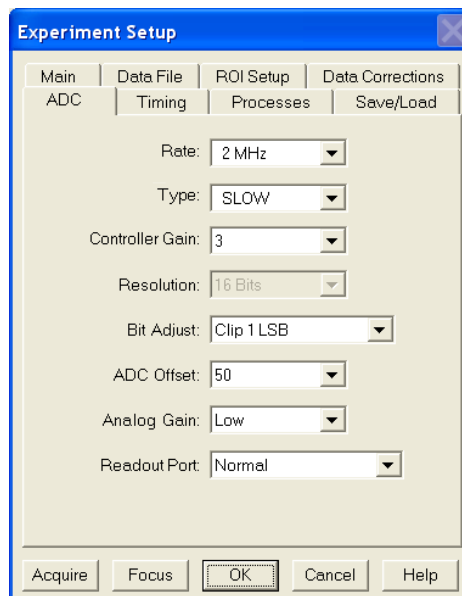 Experiment Setup
Main Data File ROI Setup Data Corrections
ADC Timing Processes Save/Load
Rate: 2 MHz
Type: SLOW
Controller Gain: 3
Resolution: 16 Bits
Bit Adjust: Clip 1 LSB
ADC Offset: 50
Analog Gain: Low
Readout Port: Normal
Acquire Focus OK Cancel Help